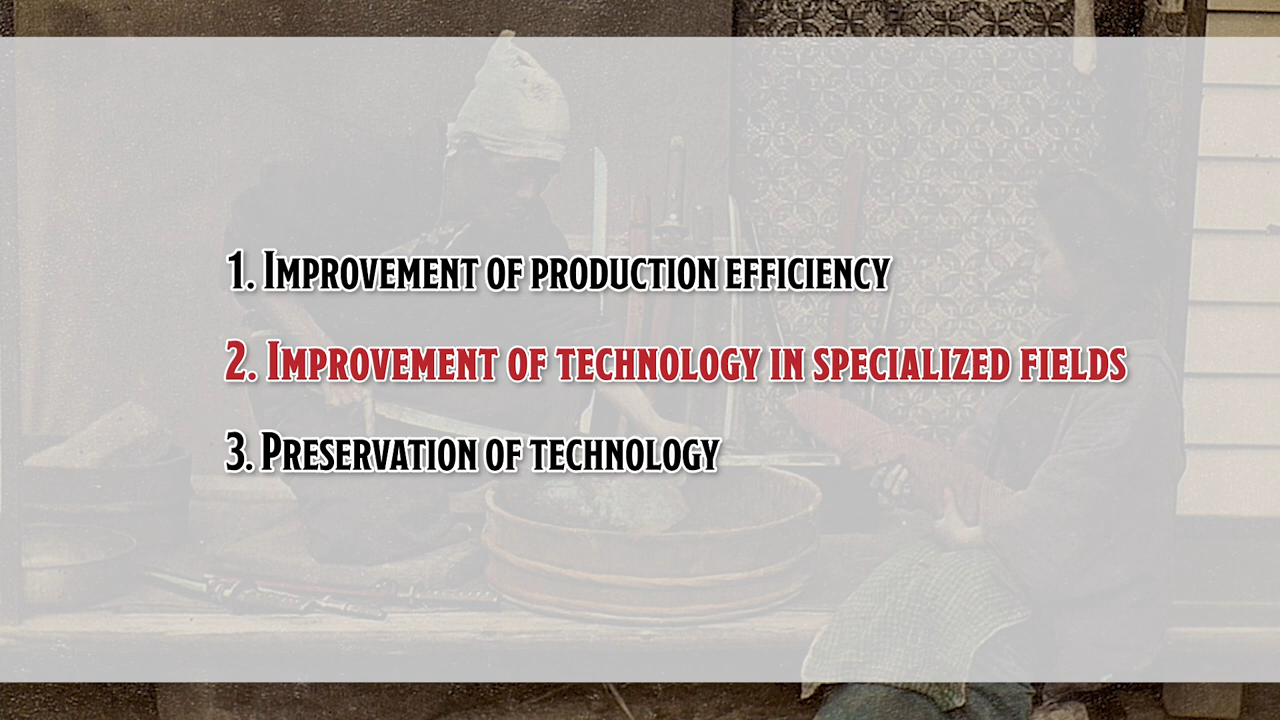 1. Improvement of production efficiency
2. Improvement of technology in specialized fields
3. Preservation of technology